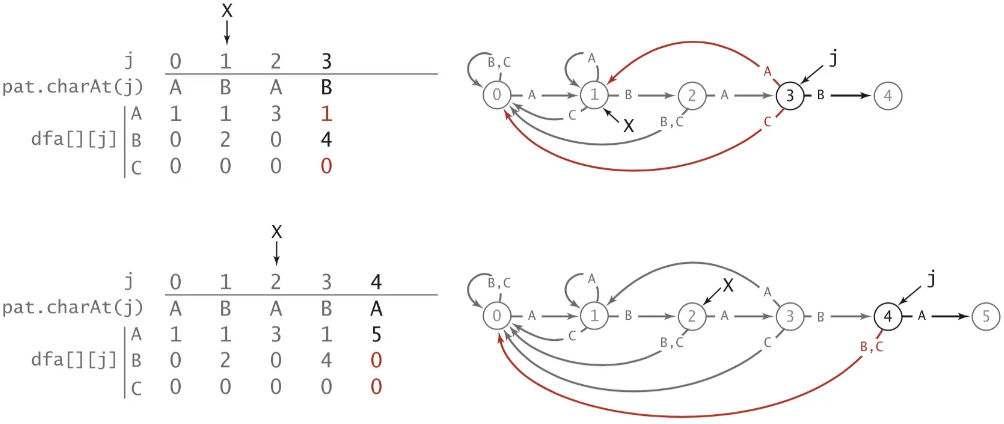 X
j 0 1 2 3
pat.charAt(j) A B A B
A 1 1 3 1
dfa[][j] B 0 2 0 4
C 0 0 0 0
B,C A A B A B
0 1 2 3 4
C B,C A C
X j
X
j 0 1 2 3 4
pat.charAt(j) A B A B A
A 1 1 3 1 5
dfa[][j] B 0 2 0 4 0
C 0 0 0 0 0
B,C A A B A B A
0 1 2 3 4 5
C B,C A C B,C
X j